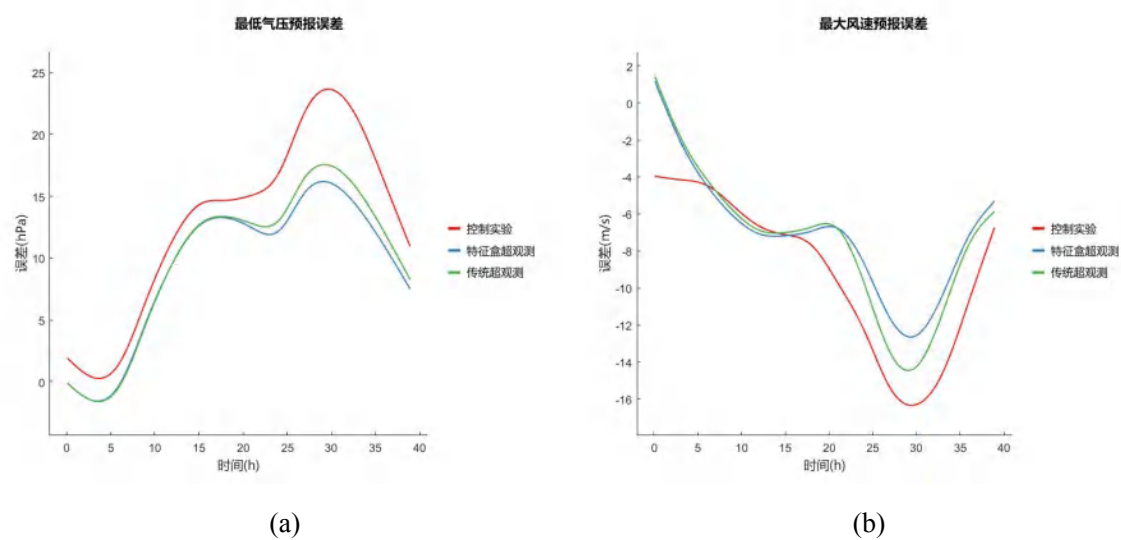 最低气压预报误差
25
20
15
10
5
0
误差(hPa)
0 5 10 15 20 25 30 35 40
时间(h)
控制实验
特征盒超观测
传统超观测
(a)
最大风速预报误差
2
0
-2
-4
-6
-8
-10
-12
-14
-16
误差(m/s)
0 5 10 15 20 25 30 35 40
时间(h)
控制实验
特征盒超观测
传统超观测
(b)